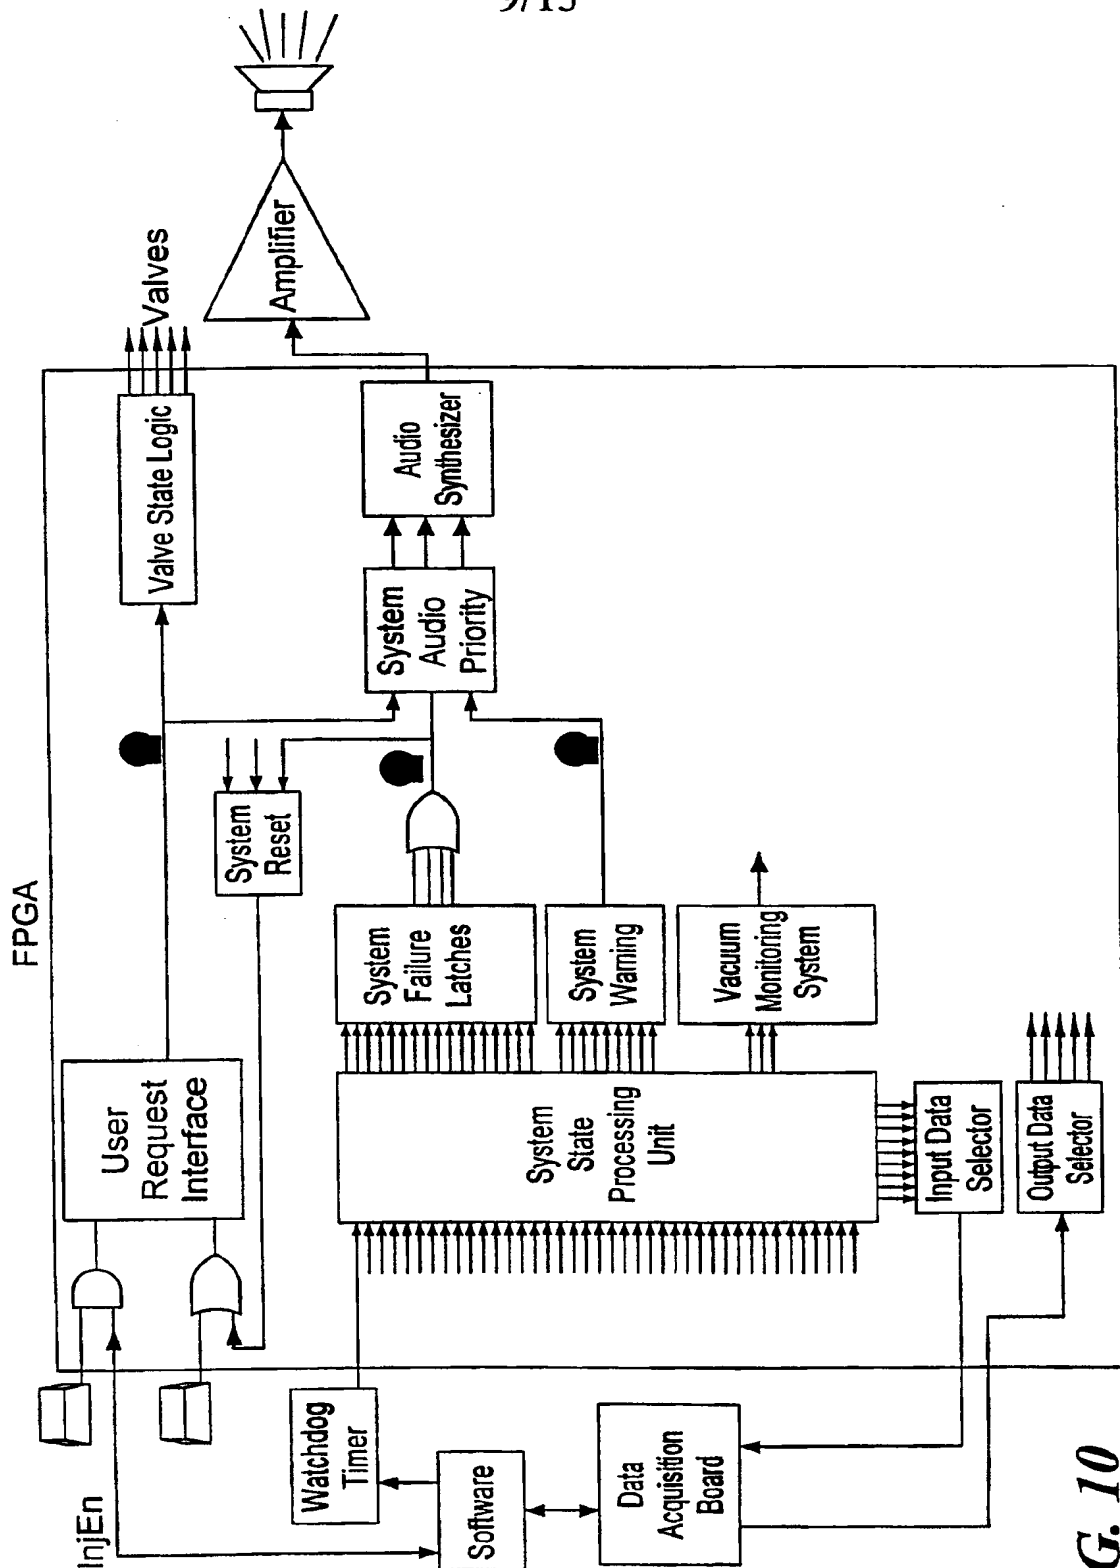 9/13
FPGA
Valves
Amplifier
Valve State Logic
Audio
Synthesizer
System
Audio
Priority
System
Reset
User
Request
Interface
System
Failure
Latches
System
Warning
Vacuum
Monitoring
System
System
State
Processing
Unit
Input Data
Selector
Output Data
Selector
InjEn
Watchdog
Timer
Software
Data
Acquisition
Board
G. 10